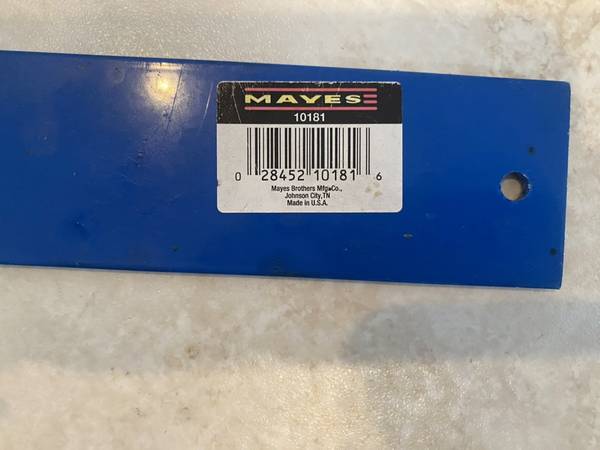 MAYES
10181
0 28452 10181 6
Mayes Brothers Mfg. Co.,
Johnson City, TN
Made in U.S.A.